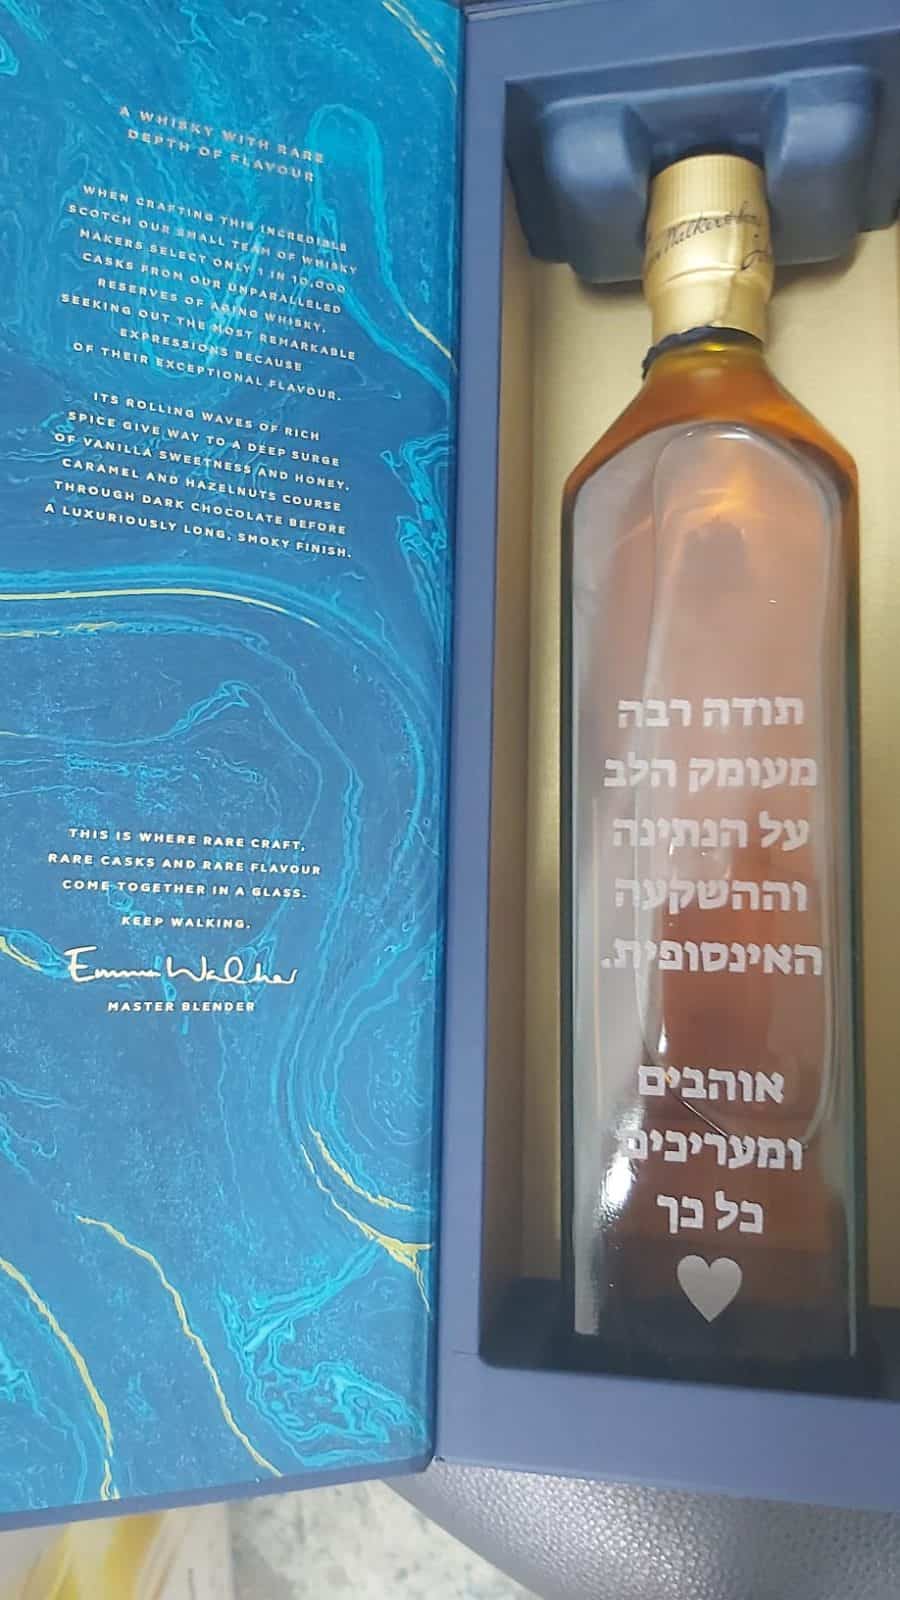 A WHISKY WITH RARE
DEPTH OF FLAVOUR
WHEN CRAFTING THIS INCREDIBLE
SCOTCH OUR SMALL TEAM OF WHISKY
MAKERS SELECT ONLY 1 IN 10,000
CASKS FROM OUR UNPARALLELED
RESERVES OF AGING WHISKY,
SEEKING OUT THE MOST REMARKABLE
EXPRESSIONS BECAUSE
OF THEIR EXCEPTIONAL FLAVOUR.
ITS ROLLING WAVES OF RICH
SPICE GIVE WAY TO A DEEP SURGE
OF VANILLA SWEETNESS AND HONEY.
CARAMEL AND HAZELNUTS COURSE
THROUGH DARK CHOCOLATE BEFORE
A LUXURIOUSLY LONG, SMOKY FINISH.
THIS IS WHERE RARE CRAFT,
RARE CASKS AND RARE FLAVOUR
COME TOGETHER IN A GLASS.
KEEP WALKING.
Emma Walker
MASTER BLENDER
תודה רבה
מעומק הלב
על הנתינה
וההשקעה
האינסופית.
אוהבים
ומעריכים
כל כך